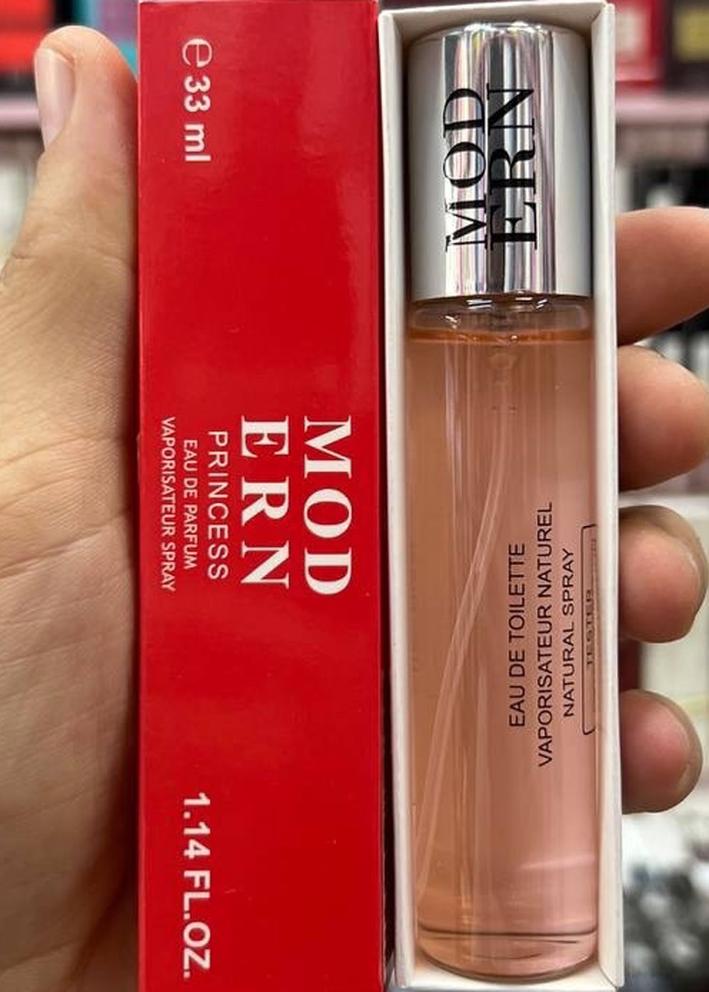 e 33 ml
MOD
ERN
PRINCESS
EAU DE PARFUM
VAPORISATEUR SPRAY
1.14 FL.OZ.
MOD
ERN
EAU DE TOILETTE
VAPORISATEUR NATUREL
NATURAL SPRAY
TESTER